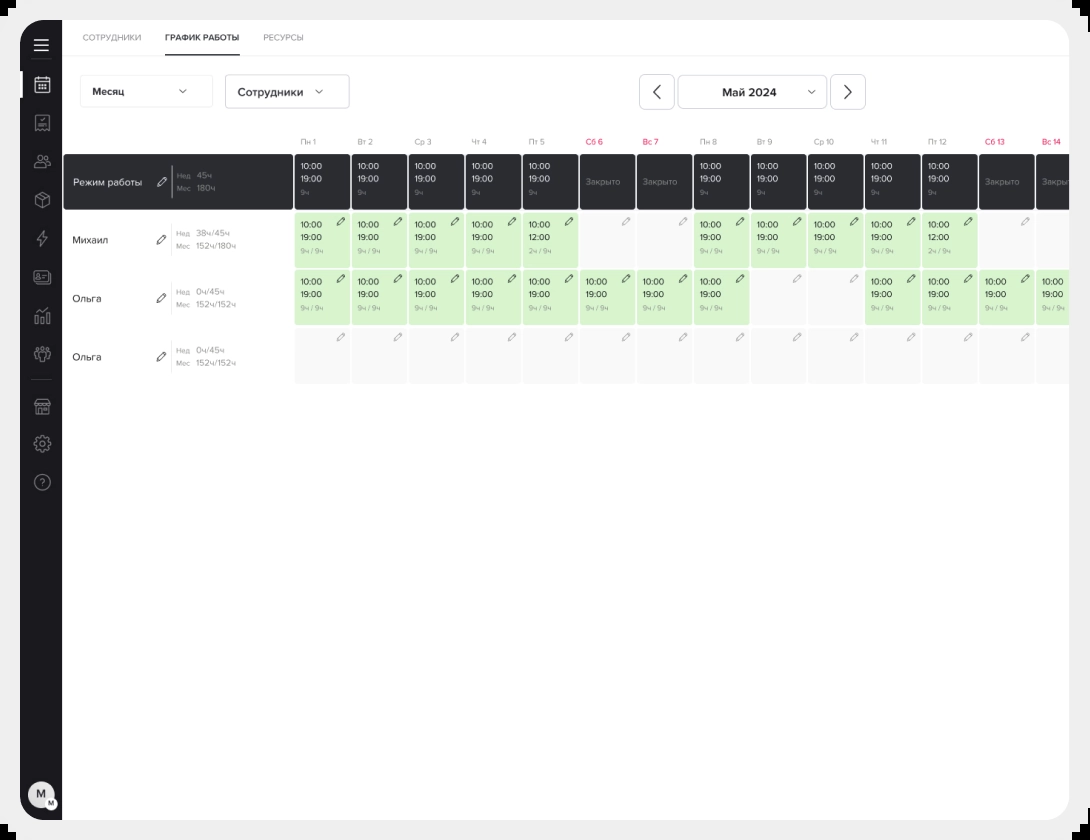 СОТРУДНИКИ ГРАФИК РАБОТЫ РЕСУРСЫ
Месяц Сотрудники Май 2024
Пн 1 Вт 2 Ср 3 Чт 4 Пт 5 Сб 6 Вс 7 Пн 8 Вт 9 Ср 10 Чт 11 Пт 12 Сб 13 Вс 14
10:00 10:00 10:00 10:00 10:00 10:00 10:00 10:00 10:00 10:00
Режим работы Нед 45ч 19:00 19:00 19:00 19:00 19:00 Закрыто Закрыто 19:00 19:00 19:00 19:00 19:00 Закрыто Закры
Мес 180ч 9ч 9ч 9ч 9ч 9ч 9ч 9ч 9ч 9ч 9ч
10:00 10:00 10:00 10:00 10:00 10:00 10:00 10:00 10:00 10:00
Михаил Нед 38ч/45ч 19:00 19:00 19:00 19:00 12:00 19:00 19:00 19:00 19:00 12:00
Мес 152ч/180ч 9ч / 9ч 9ч / 9ч 9ч / 9ч 9ч / 9ч 2ч / 9ч 9ч / 9ч 9ч / 9ч 9ч / 9ч 9ч / 9ч 2ч / 9ч
10:00 10:00 10:00 10:00 10:00 10:00 10:00 10:00 10:00 10:00 10:00 10:00
Ольга Нед 0ч/45ч 19:00 19:00 19:00 19:00 19:00 19:00 19:00 19:00 19:00 19:00 19:00 19:00
Мес 152ч/152ч 9ч / 9ч 9ч / 9ч 9ч / 9ч 9ч / 9ч 9ч / 9ч 9ч / 9ч 9ч / 9ч 9ч / 9ч 9ч / 9ч 9ч / 9ч 9ч / 9ч 9ч / 9ч
Ольга Нед 0ч/45ч
Мес 152ч/152ч
М
М